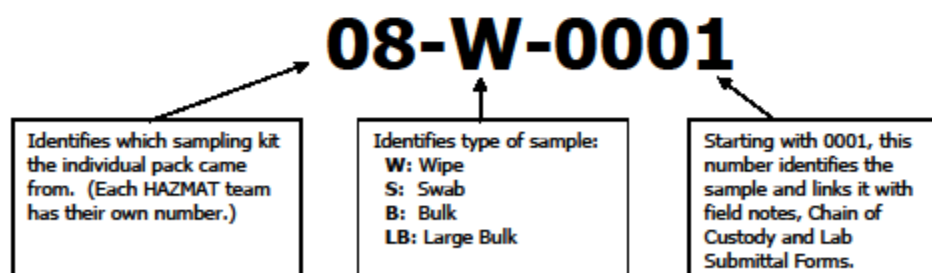 08-W-0001
Identifies which sampling kit
the individual pack came
from. (Each HAZMAT team
has their own number.)
Identifies type of sample:
W: Wipe
S: Swab
B: Bulk
LB: Large Bulk
Starting with 0001, this
number identifies the
sample and links it with
field notes, Chain of
Custody and Lab
Submittal Forms.